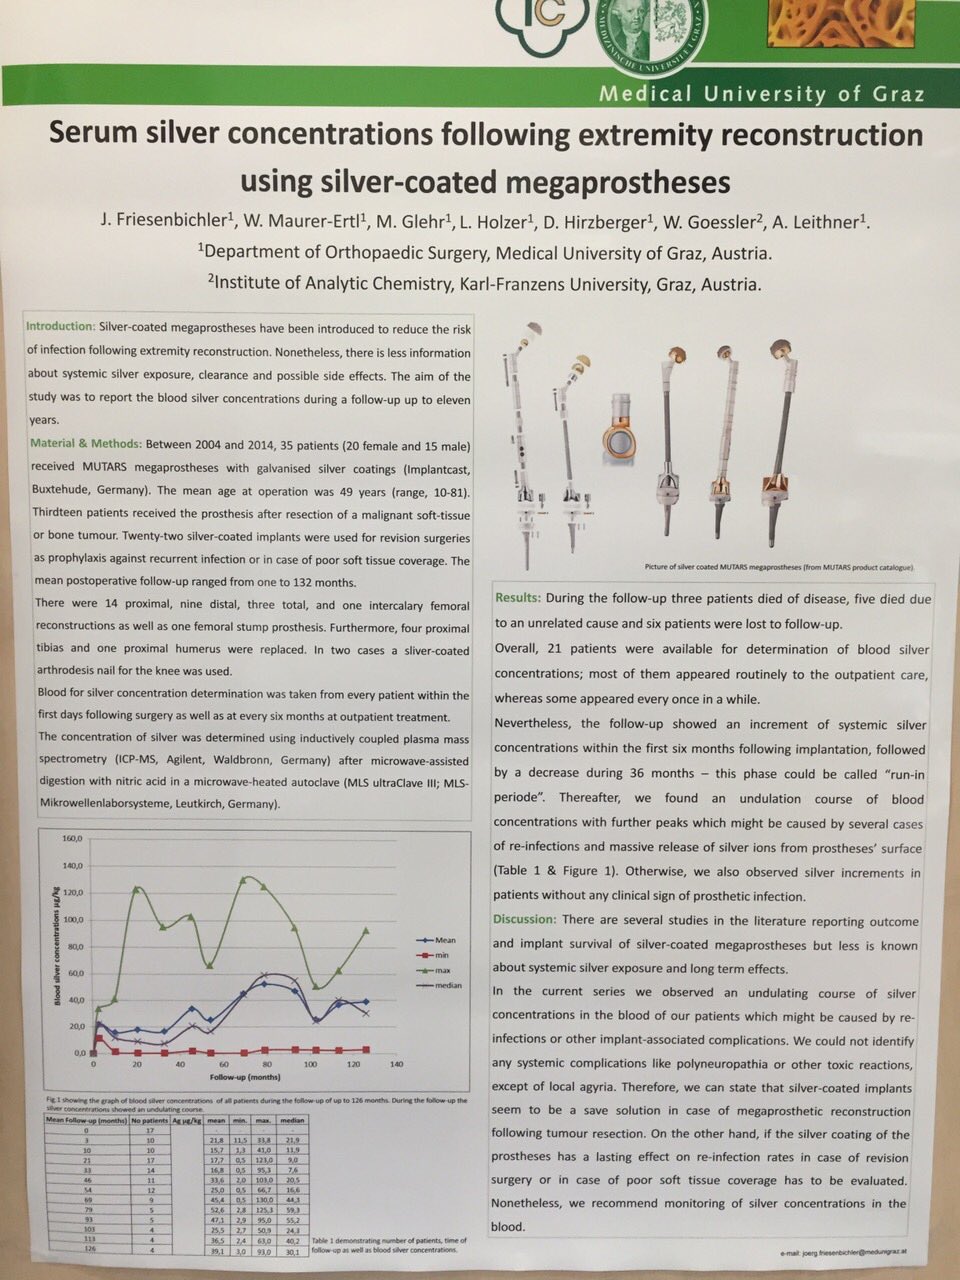 IC
MEDIZINISCHE UNIVERSITÄT GRAZ
Medical University of Graz
Serum silver concentrations following extremity reconstruction
using silver-coated megaprostheses
J. Friesenbichler¹, W. Maurer-Ertl¹, M. Glehr¹, L. Holzer¹, D. Hirzberger¹, W. Goessler², A. Leithner¹.
¹Department of Orthopaedic Surgery, Medical University of Graz, Austria.
²Institute of Analytic Chemistry, Karl-Franzens University, Graz, Austria.
Introduction: Silver-coated megaprostheses have been introduced to reduce the risk
of infection following extremity reconstruction. Nonetheless, there is less information
about systemic silver exposure, clearance and possible side effects. The aim of the
study was to report the blood silver concentrations during a follow-up up to eleven
years.
Material & Methods: Between 2004 and 2014, 35 patients (20 female and 15 male)
received MUTARS megaprostheses with galvanised silver coatings (Implantcast,
Buxtehude, Germany). The mean age at operation was 49 years (range, 10-81).
Thirdteen patients received the prosthesis after resection of a malignant soft-tissue
or bone tumour. Twenty-two silver-coated implants were used for revision surgeries
as prophylaxis against recurrent infection or in case of poor soft tissue coverage. The
mean postoperative follow-up ranged from one to 132 months.
There were 14 proximal, nine distal, three total, and one intercalary femoral
reconstructions as well as one femoral stump prosthesis. Furthermore, four proximal
tibias and one proximal humerus were replaced. In two cases a sliver-coated
arthrodesis nail for the knee was used.
Blood for silver concentration determination was taken from every patient within the
first days following surgery as well as at every six months at outpatient treatment.
The concentration of silver was determined using inductively coupled plasma mass
spectrometry (ICP-MS, Agilent, Waldbronn, Germany) after microwave-assisted
digestion with nitric acid in a microwave-heated autoclave (MLS ultraClave III; MLS-
Mikrowellenlaborsysteme, Leutkirch, Germany).
160,0
140,0
120,0
100,0
80,0
60,0
40,0
20,0
0,0
Blood silver concentrations µg/kg
0 20 40 60 80 100 120 140
Follow-up (months)
Mean
min
max
median
Fig.1 showing the graph of blood silver concentrations of all patients during the follow-up of up to 126 months. During the follow-up the
silver concentrations showed an undulating course.
Mean Follow-up (months) No patients Ag µg/kg mean min. max. median
0 17 - - - -
3 10 21,8 11,5 33,8 21,9
10 10 15,7 1,3 41,0 11,9
21 17 17,7 0,5 123,0 9,0
33 14 16,8 0,5 95,3 7,6
46 11 33,6 2,0 103,0 20,5
54 12 25,0 0,5 66,7 16,6
69 9 45,4 0,5 130,0 44,3
79 5 52,6 2,8 125,3 59,3
93 5 47,1 2,9 95,0 55,2
103 4 25,5 2,7 50,9 24,3
113 4 36,5 2,4 63,0 40,2
126 4 39,1 3,0 93,0 30,1
Table 1 demonstrating number of patients, time of
follow-up as well as blood silver concentrations.
Picture of silver coated MUTARS megaprostheses (from MUTARS product catalogue).
Results: During the follow-up three patients died of disease, five died due
to an unrelated cause and six patients were lost to follow-up.
Overall, 21 patients were available for determination of blood silver
concentrations; most of them appeared routinely to the outpatient care,
whereas some appeared every once in a while.
Nevertheless, the follow-up showed an increment of systemic silver
concentrations within the first six months following implantation, followed
by a decrease during 36 months – this phase could be called "run-in
periode". Thereafter, we found an undulation course of blood
concentrations with further peaks which might be caused by several cases
of re-infections and massive release of silver ions from prostheses' surface
(Table 1 & Figure 1). Otherwise, we also observed silver increments in
patients without any clinical sign of prosthetic infection.
Discussion: There are several studies in the literature reporting outcome
and implant survival of silver-coated megaprostheses but less is known
about systemic silver exposure and long term effects.
In the current series we observed an undulating course of silver
concentrations in the blood of our patients which might be caused by re-
infections or other implant-associated complications. We could not identify
any systemic complications like polyneuropathia or other toxic reactions,
except of local agyria. Therefore, we can state that silver-coated implants
seem to be a save solution in case of megaprosthetic reconstruction
following tumour resection. On the other hand, if the silver coating of the
prostheses has a lasting effect on re-infection rates in case of revision
surgery or in case of poor soft tissue coverage has to be evaluated.
Nonetheless, we recommend monitoring of silver concentrations in the
blood.
e-mail: joerg.friesenbichler@medunigraz.at